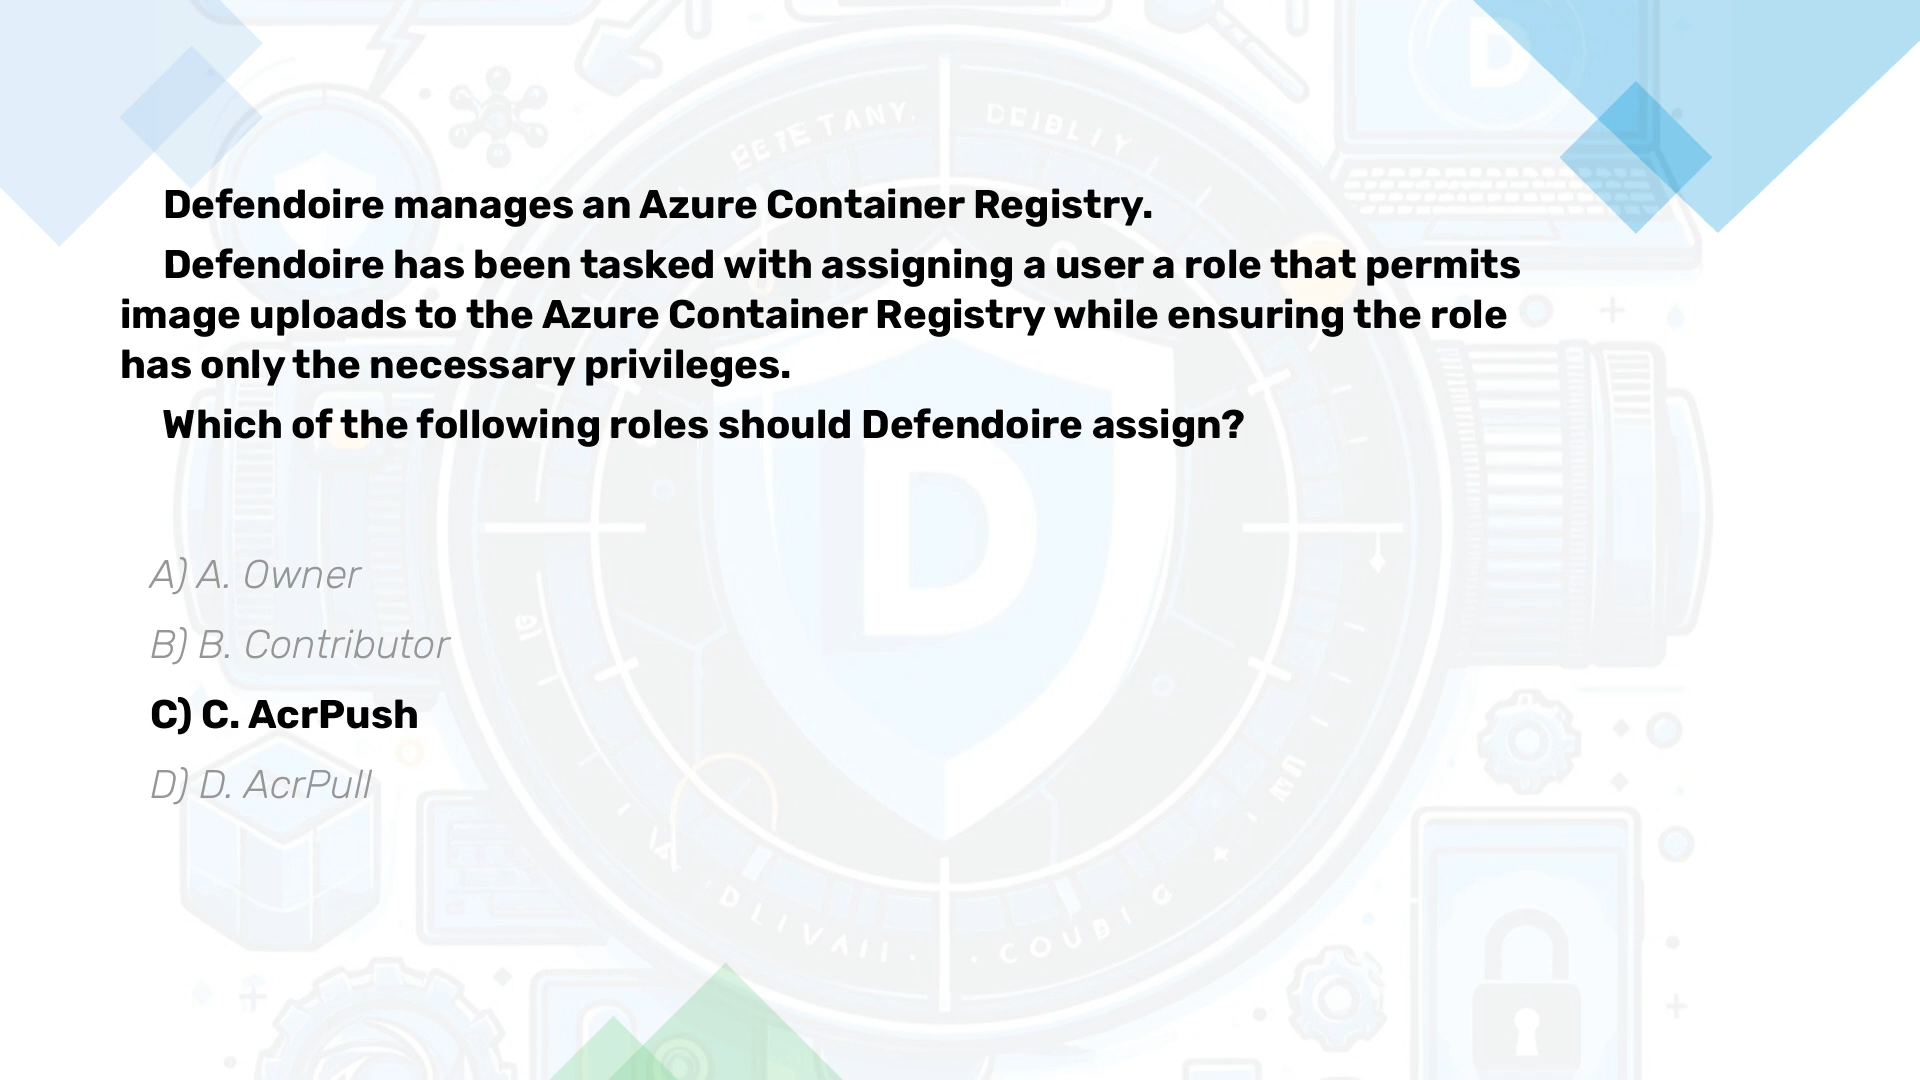 Defendoire manages an Azure Container Registry.
Defendoire has been tasked with assigning a user a role that permits
image uploads to the Azure Container Registry while ensuring the role
has only the necessary privileges.
Which of the following roles should Defendoire assign?
A) A. Owner
B) B. Contributor
C) C. AcrPush
D) D. AcrPull
D
D